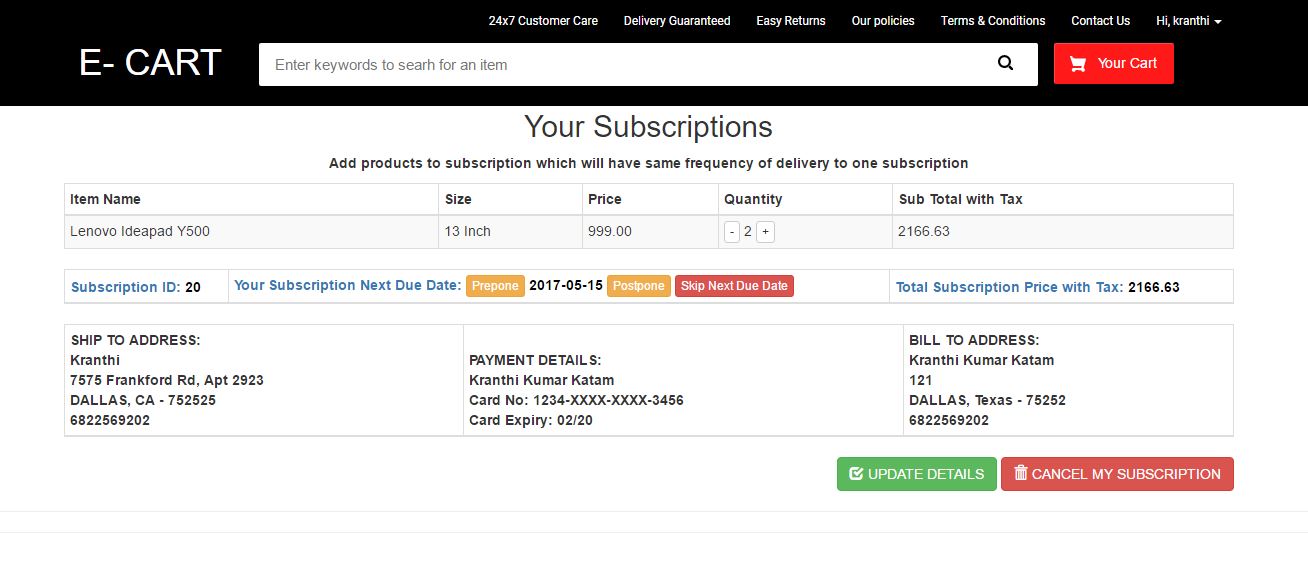 24x7 Customer Care Delivery Guaranteed Easy Returns Our policies Terms & Conditions Contact Us Hi, kranthi
E- CART Enter keywords to searh for an item Your Cart
Your Subscriptions
Add products to subscription which will have same frequency of delivery to one subscription
Item Name Size Price Quantity Sub Total with Tax
Lenovo Ideapad Y500 13 Inch 999.00 - 2 + 2166.63
Subscription ID: 20 Your Subscription Next Due Date: Prepone 2017-05-15 Postpone Skip Next Due Date Total Subscription Price with Tax: 2166.63
SHIP TO ADDRESS:
Kranthi
7575 Frankford Rd, Apt 2923
DALLAS, CA - 752525
6822569202
PAYMENT DETAILS:
Kranthi Kumar Katam
Card No: 1234-XXXX-XXXX-3456
Card Expiry: 02/20
BILL TO ADDRESS:
Kranthi Kumar Katam
121
DALLAS, Texas - 75252
6822569202
UPDATE DETAILS CANCEL MY SUBSCRIPTION